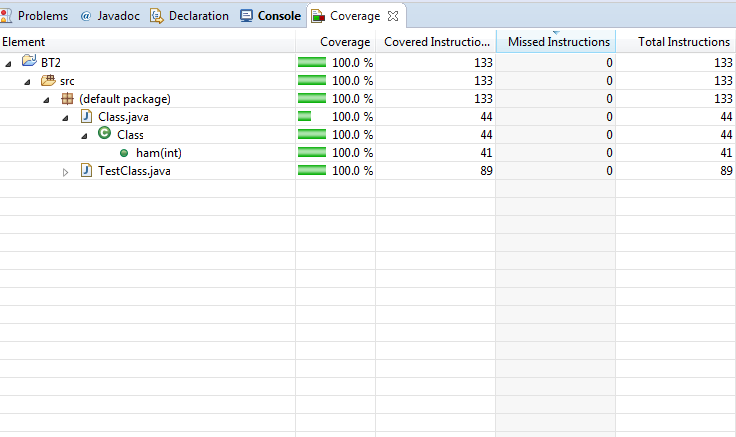 Problems @ Javadoc Declaration Console Coverage
Element Coverage Covered Instructio... Missed Instructions Total Instructions
BT2 100.0 % 133 0 133
src 100.0 % 133 0 133
(default package) 100.0 % 133 0 133
J Class.java 100.0 % 44 0 44
C Class 100.0 % 44 0 44
ham(int) 100.0 % 41 0 41
J TestClass.java 100.0 % 89 0 89